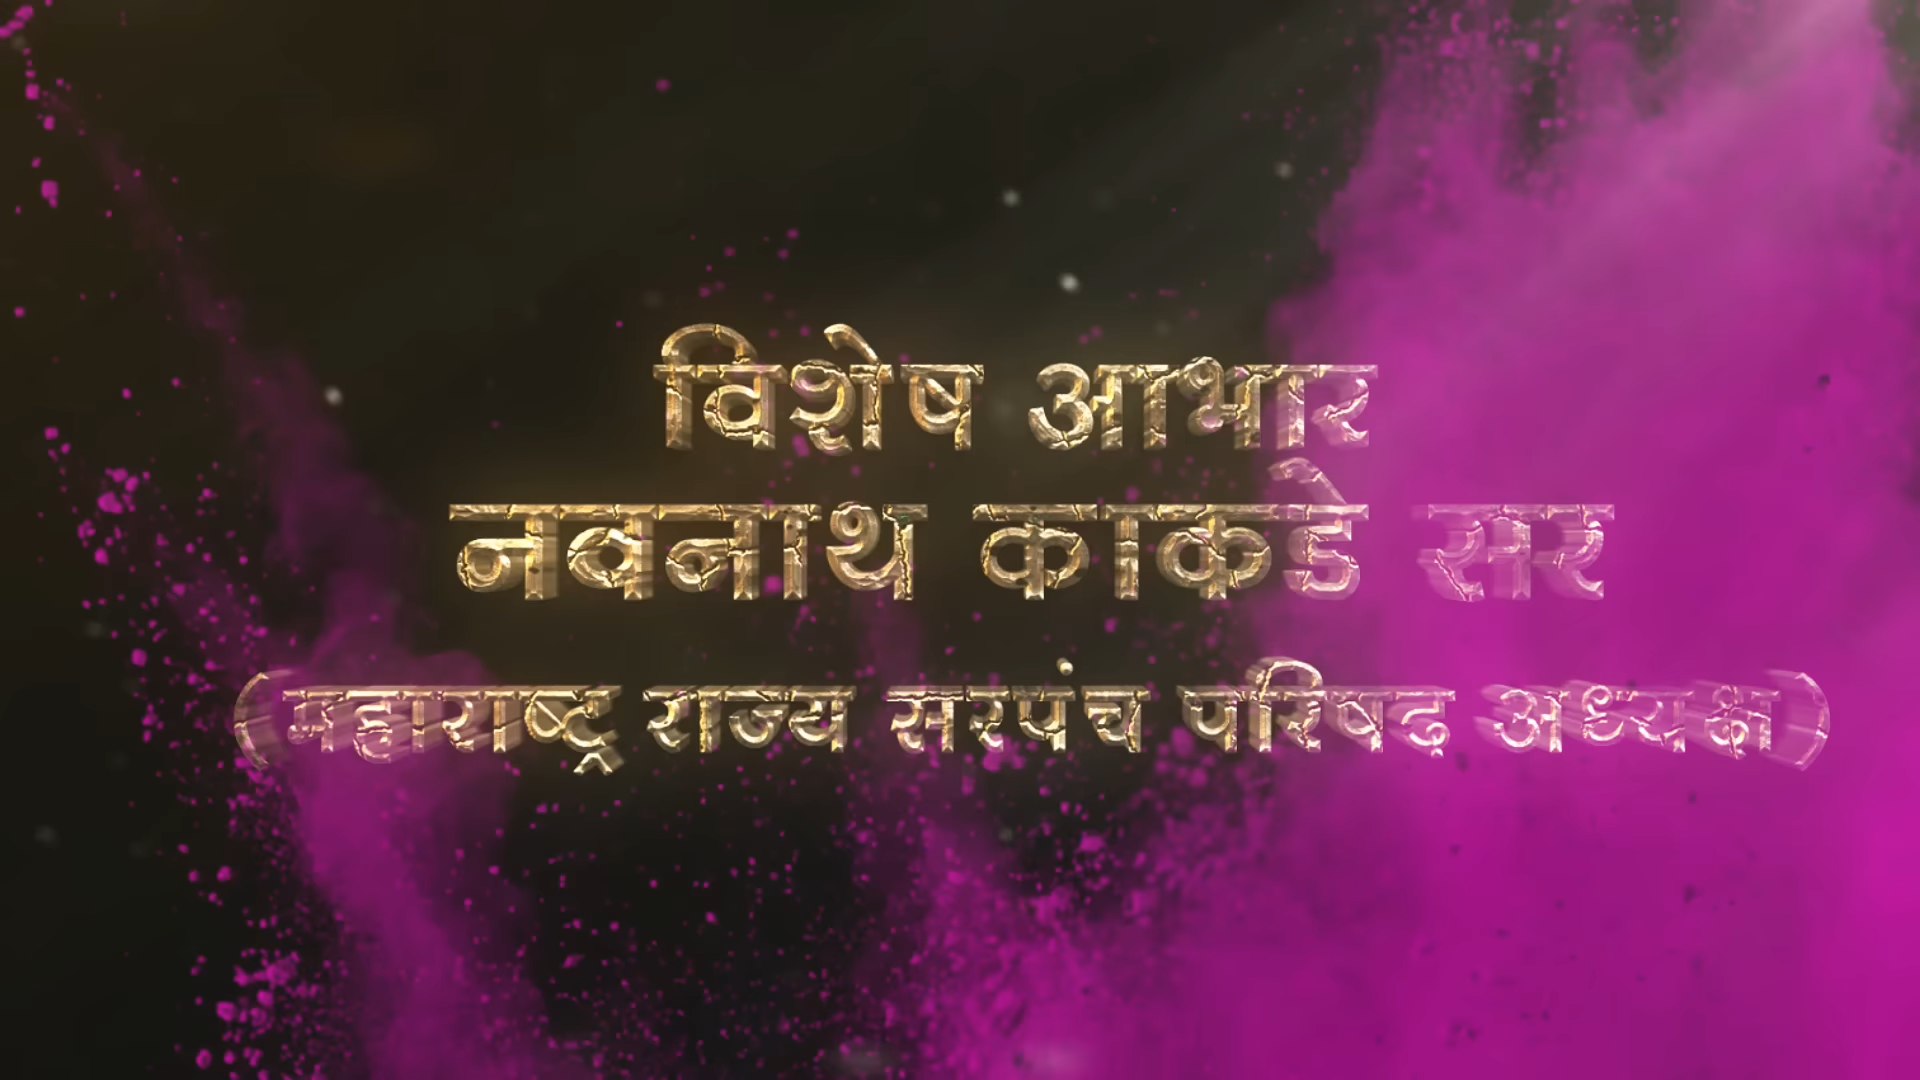 विशेष आभार
नवनाथ काकडे सर
(महाराष्ट्र राज्य सरपंच परिषद अध्यक्ष)